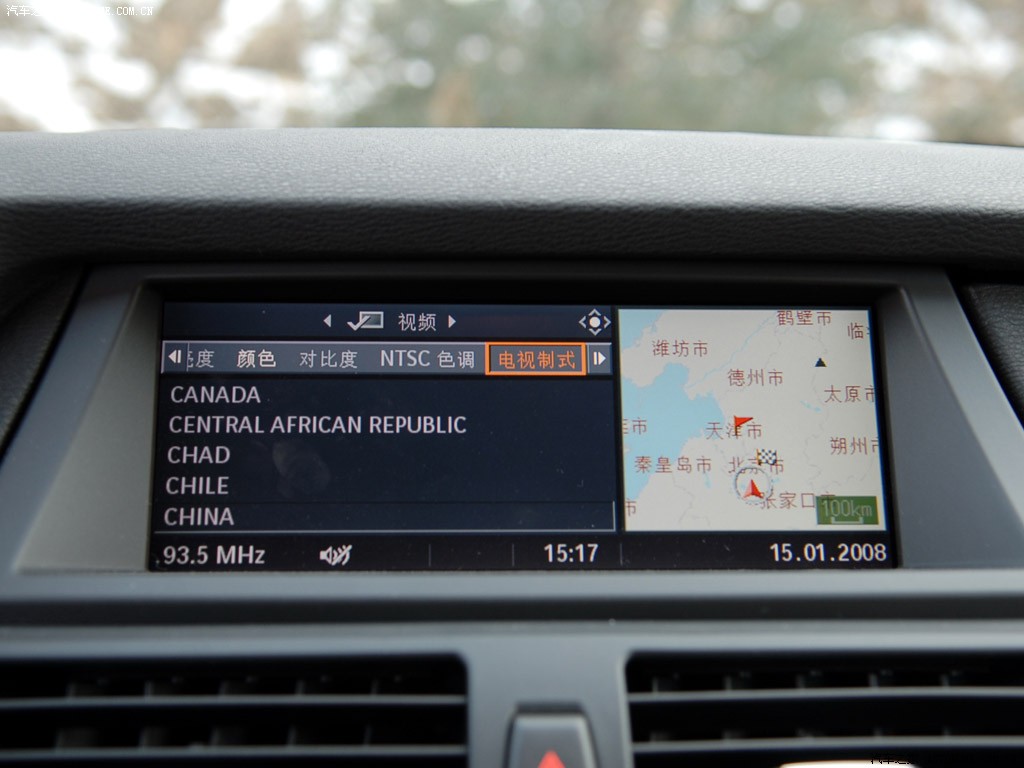 视频
亮度 颜色 对比度 NTSC 色调 电视制式
CANADA
CENTRAL AFRICAN REPUBLIC
CHAD
CHILE
CHINA
93.5 MHz 15:17 15.01.2008
鹤壁市
临
潍坊市
德州市
太原市
天津市
朔州市
秦皇岛市 北京市
张家口市
100km